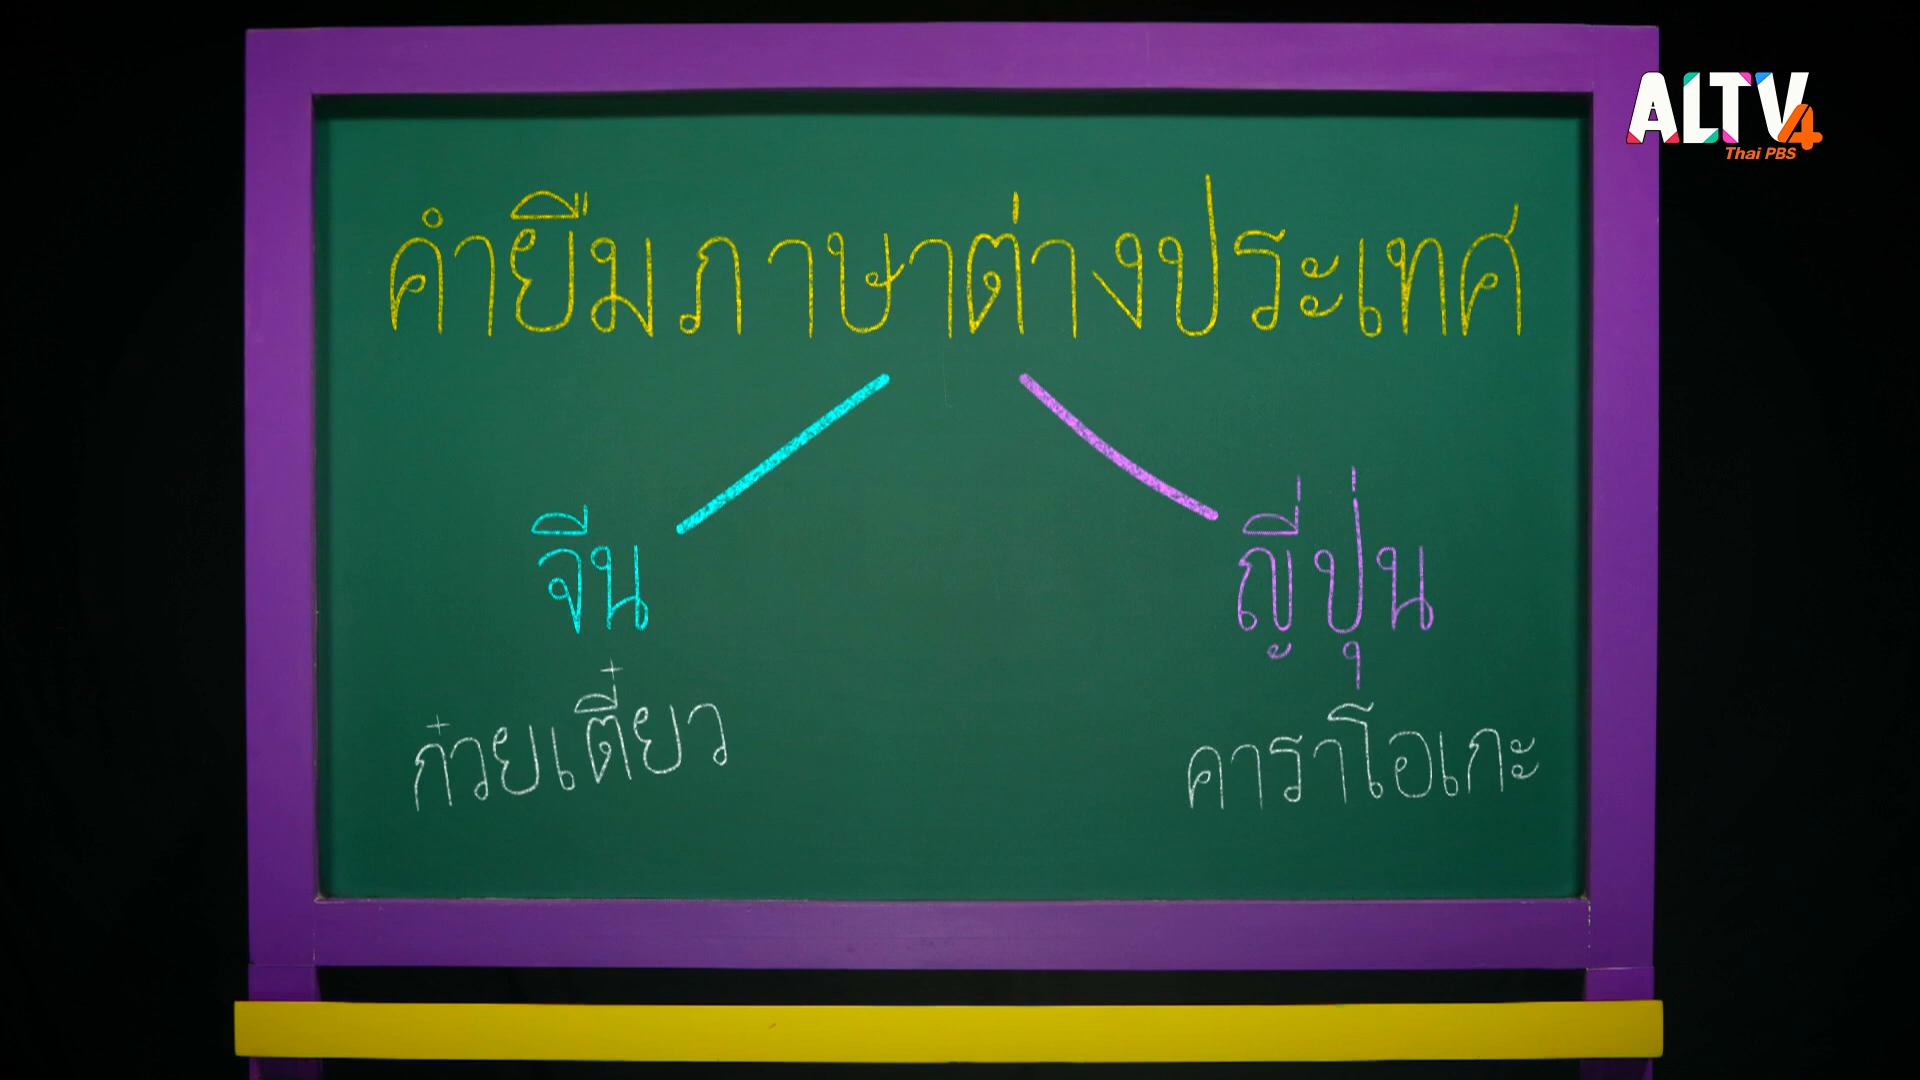 ALTV4
Thai PBS
คำยืมภาษาต่างประเทศ
จีน
ญี่ปุ่น
ก๋วยเตี๋ยว
คาราโอเกะ